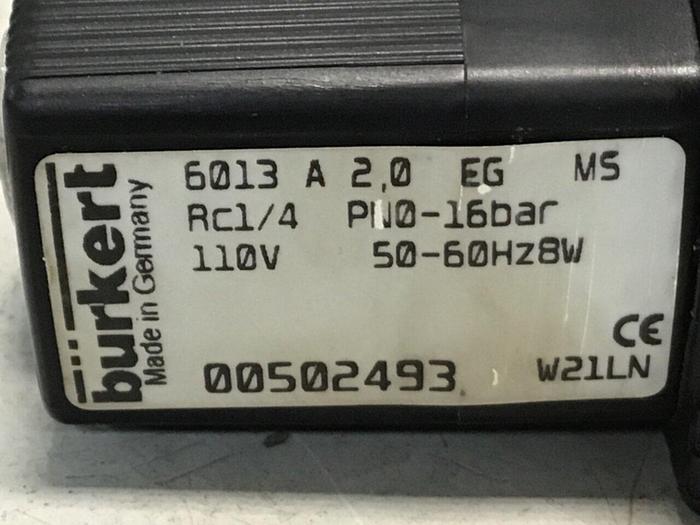 bürkert
Made in Germany
6013 A 2,0 EG MS
Rc1/4 PN0-16bar
110V 50-60Hz8W
CE
00502493 W21LN